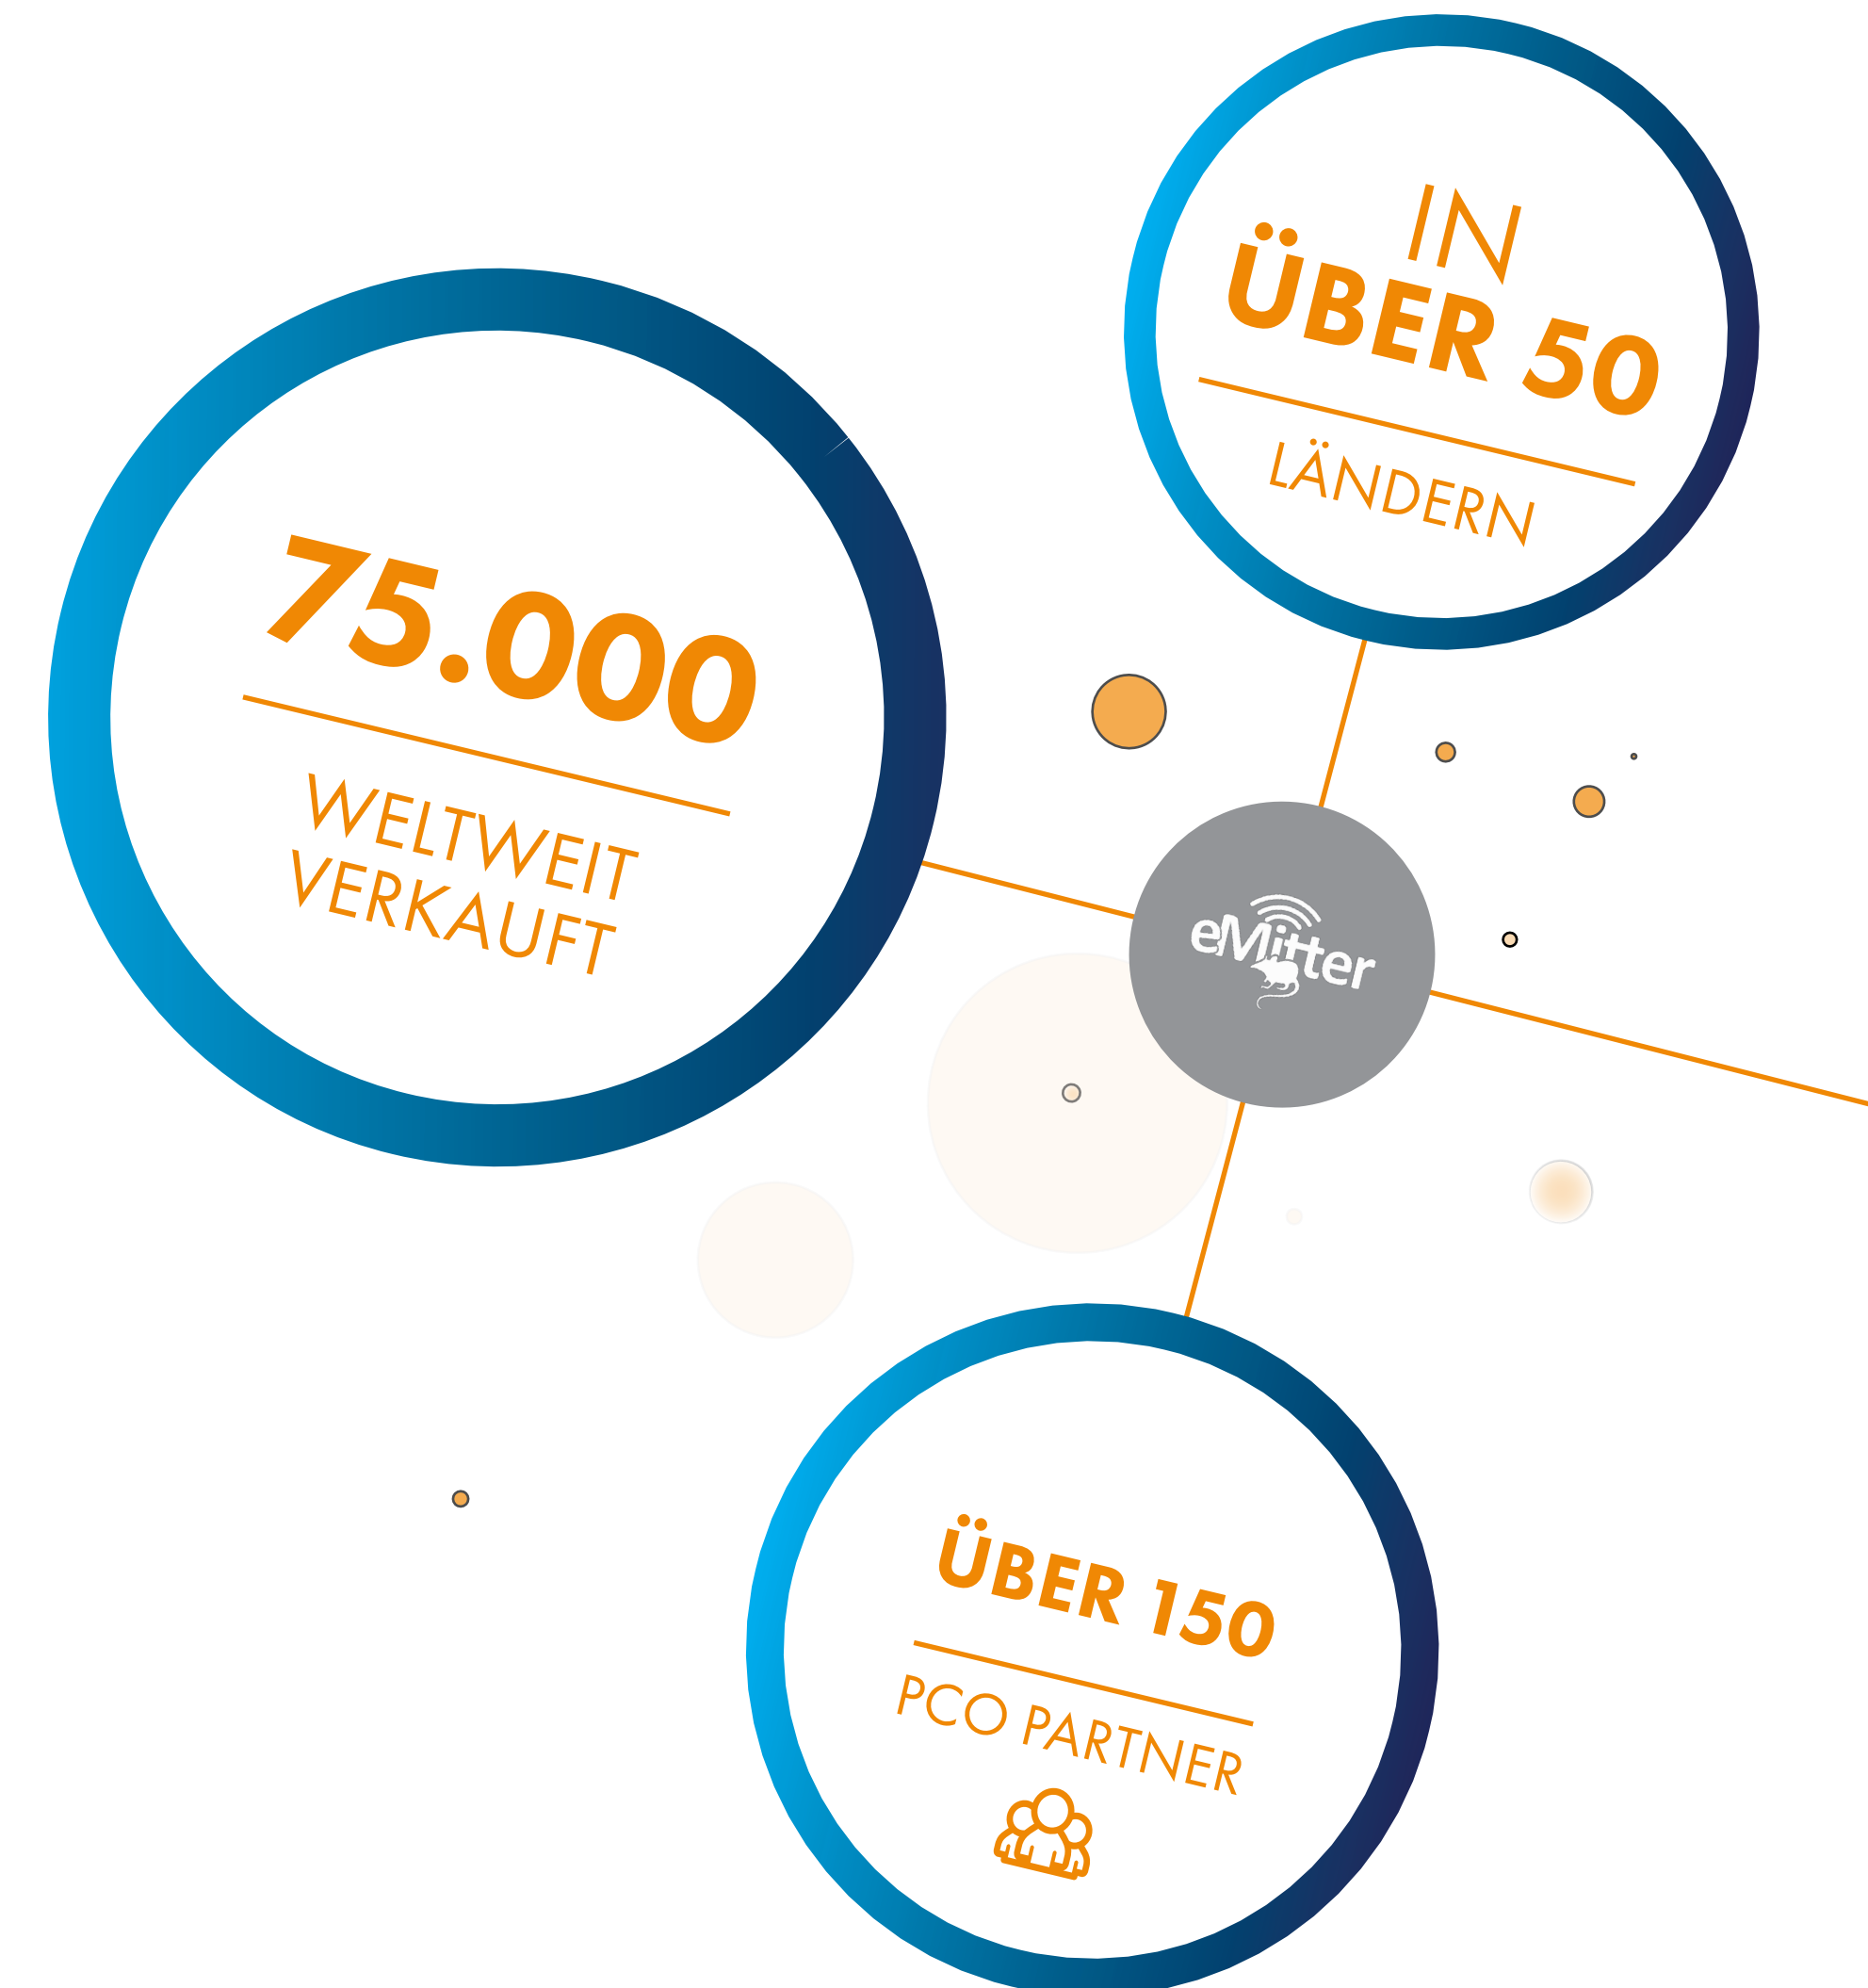 IN
ÜBER 50
LÄNDERN
75.000
WELTWEIT
VERKAUFT
eMitter
ÜBER 150
PCO PARTNER